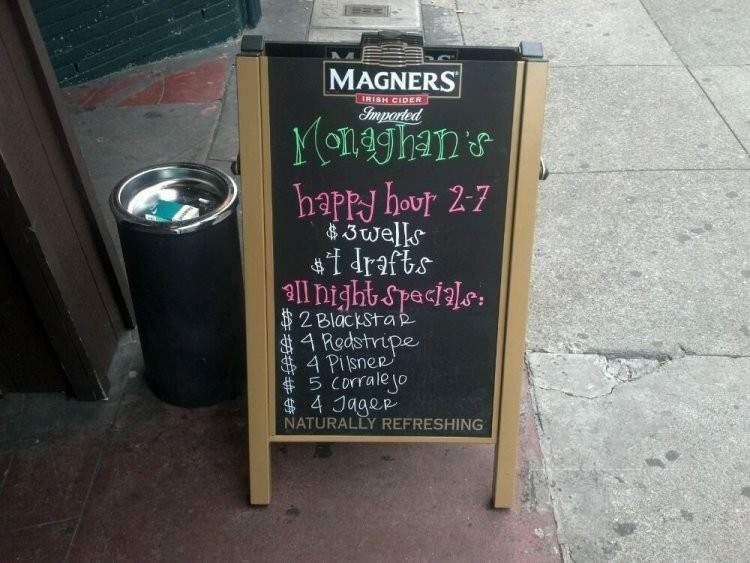 MAGNERS
IRISH CIDER
Imported
Monaghan's
happy hour 2-7
$3 wells
$4 drafts
all night specials:
$ 2 Blackstar
$ 4 Redstripe
$ 4 Pilsner
$ 5 Corralejo
$ 4 Jager
NATURALLY REFRESHING